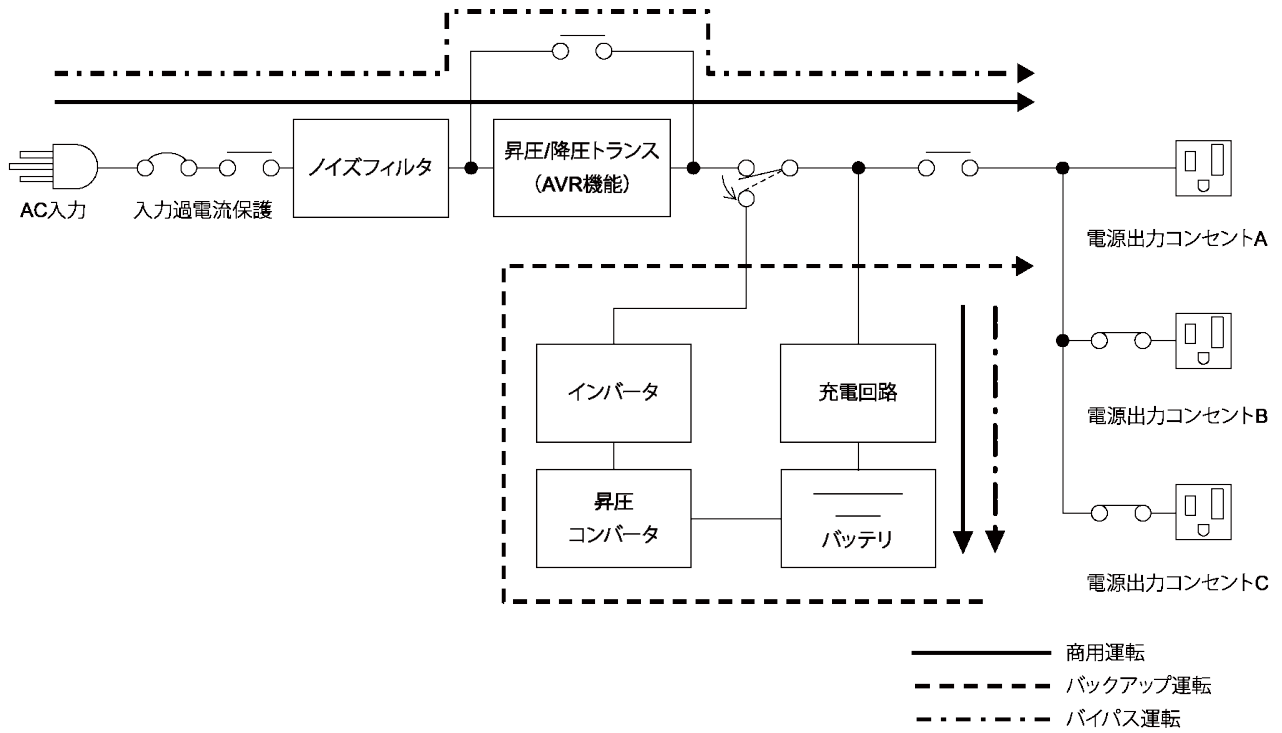 ノイズフィルタ
昇圧/降圧トランス
（AVR機能）
AC入力
入力過電流保護
電源出力コンセントA
インバータ
充電回路
電源出力コンセントB
昇圧
コンバータ
バッテリ
電源出力コンセントC
商用運転
バックアップ運転
バイパス運転